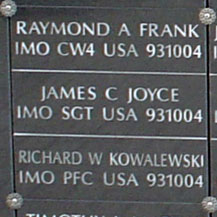 RAYMOND A FRANK
IMO CW4 USA 931004
JAMES C JOYCE
IMO SGT USA 931004
RICHARD W KOWALEWSKI
IMO PFC USA 931004